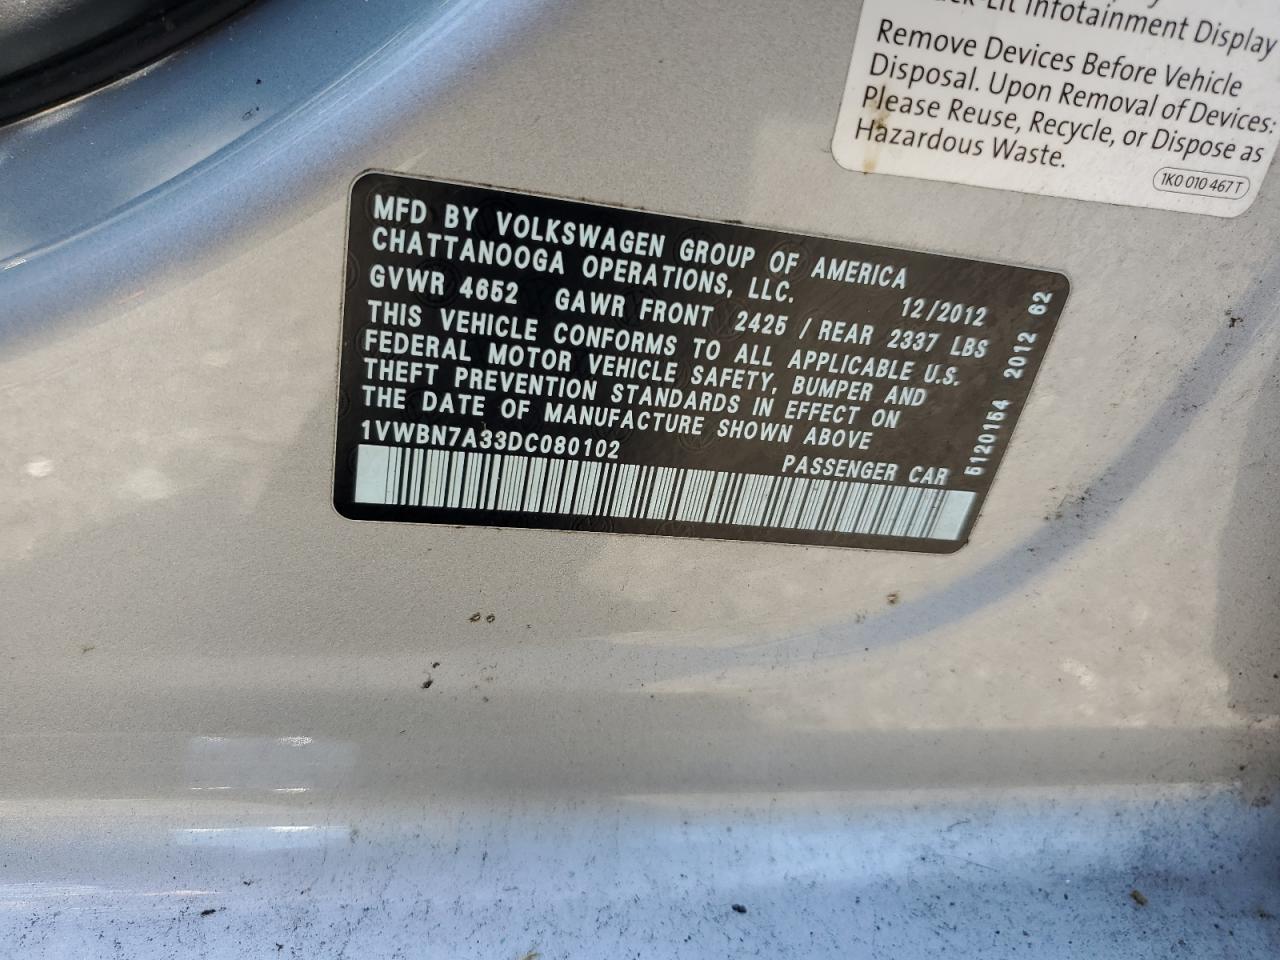 Infotainment Display
Remove Devices Before Vehicle
Disposal. Upon Removal of Devices:
Please Reuse, Recycle, or Dispose as
Hazardous Waste.
1K0 010 467 T
MFD BY VOLKSWAGEN GROUP OF AMERICA
CHATTANOOGA OPERATIONS, LLC.
12/2012
GVWR 4652 GAWR FRONT 2425 / REAR 2337 LBS
THIS VEHICLE CONFORMS TO ALL APPLICABLE U.S.
FEDERAL MOTOR VEHICLE SAFETY, BUMPER AND
THEFT PREVENTION STANDARDS IN EFFECT ON
THE DATE OF MANUFACTURE SHOWN ABOVE
1VWBN7A33DC080102
PASSENGER CAR
5120154 2012 62